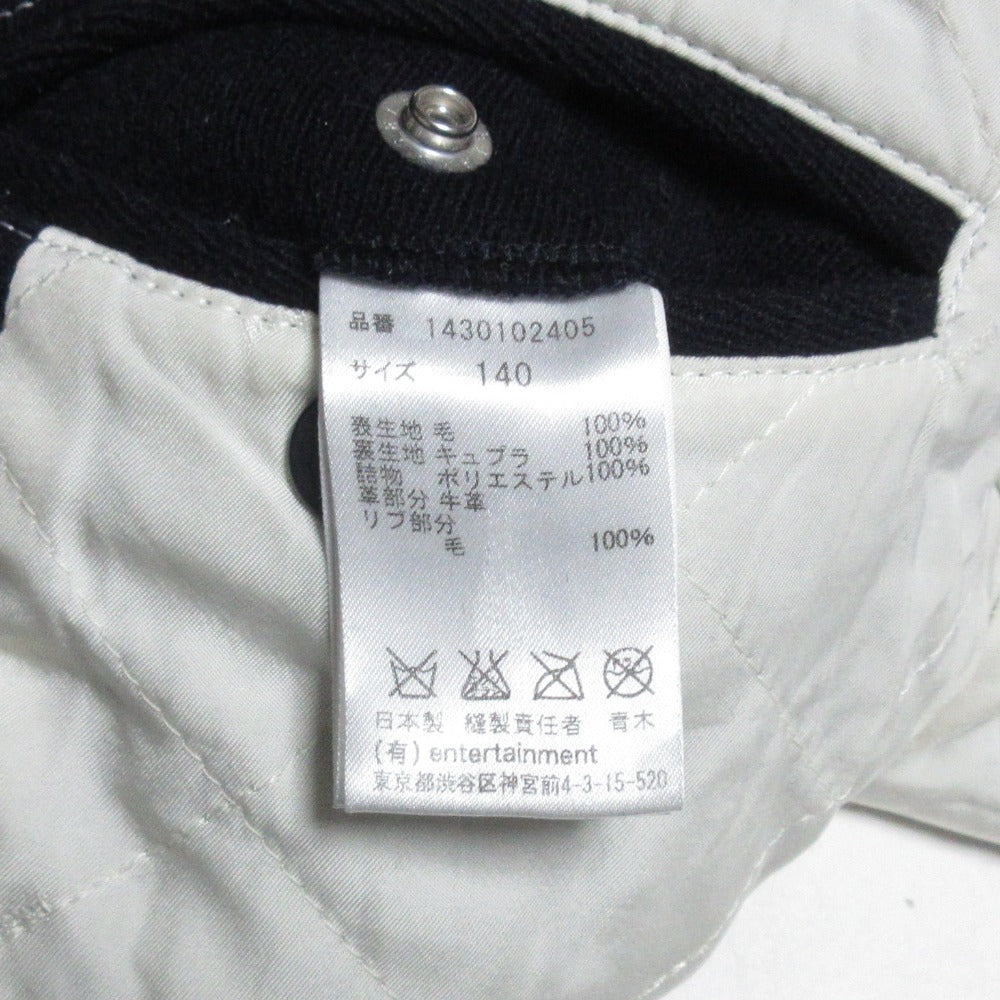 品番 1430102405
サイズ 140
表生地 毛 100%
裏生地 キュプラ 100%
詰物 ポリエステル100%
革部分 牛革
リブ部分
毛 100%
日本製 縫製責任者 青木
(有) entertainment
東京都渋谷区神宮前4-3-15-520